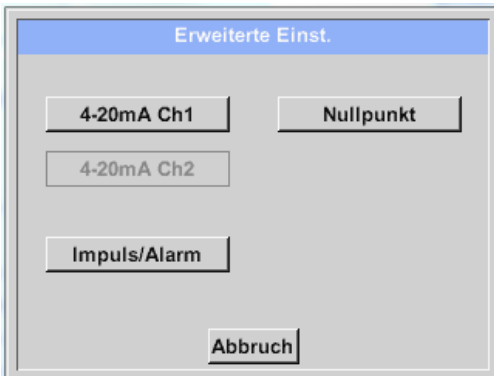 Erweiterte Einst.
4-20mA Ch1
Nullpunkt
4-20mA Ch2
Impuls/Alarm
Abbruch